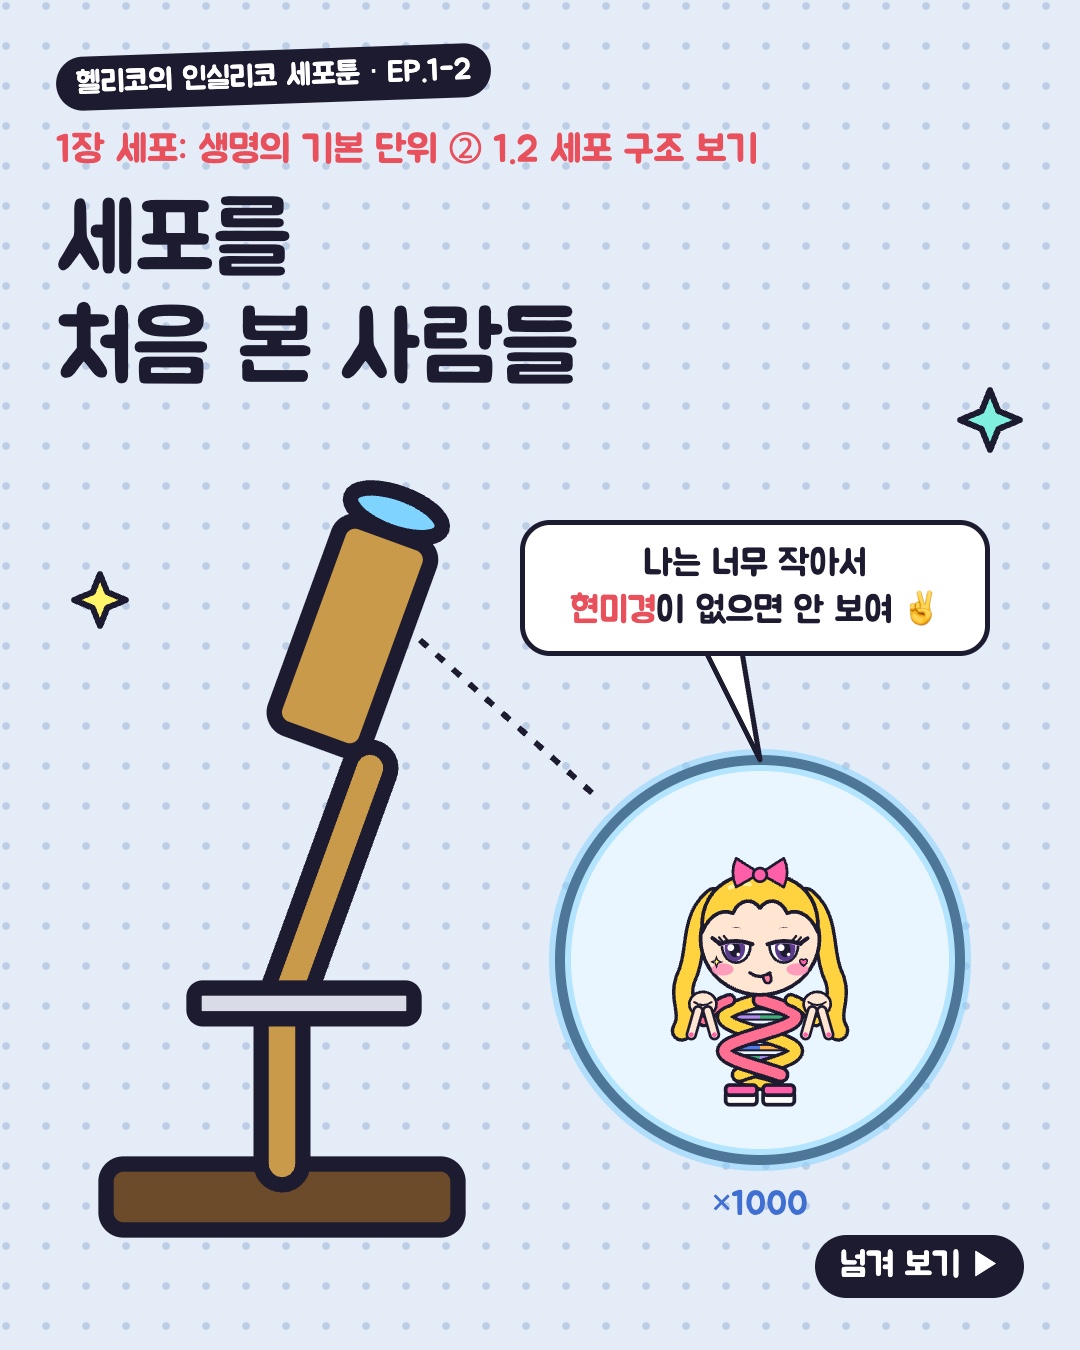 헬리코의 인실리코 세포툰 · EP.1-2
1장 세포: 생명의 기본 단위 ② 1.2 세포 구조 보기
세포를
처음 본 사람들
나는 너무 작아서
현미경이 없으면 안 보여 ✌️
×1000
넘겨 보기 ▶